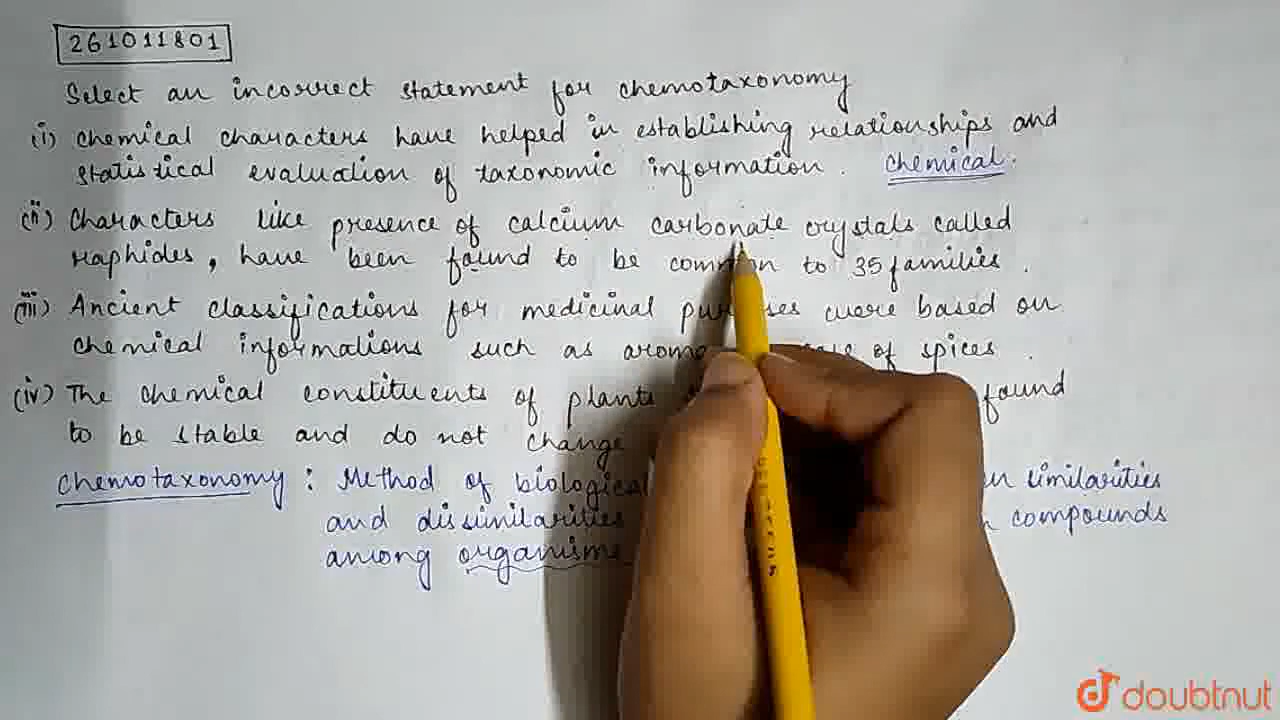 261011801
Select an incorrect statement for chemotaxonomy
(i) Chemical characters have helped in establishing relationships and
statistical evaluation of taxonomic information. Chemical.
(ii) Characters like presence of calcium carbonate crystals called
raphides, have been found to be common to 35 families.
(iii) Ancient classifications for medicinal were based on
chemical informations such as of spices.
(iv) The chemical constituents of plants found
to be stable and do not change
Chemotaxonomy: Method of biological similarities
and dissimilarities compounds
among organisms
doubtnut